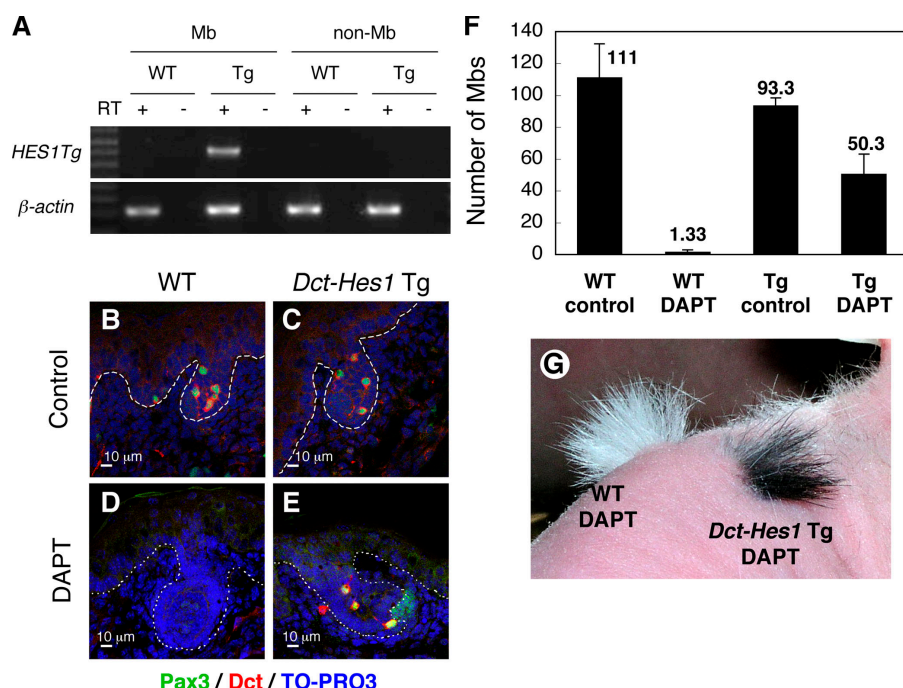 A
Mb non-Mb
WT Tg WT Tg
RT + - + - + - + -
HES1Tg
β-actin
WT Dct-Hes1 Tg
Control
B
10 µm
C
10 µm
DAPT
D
10 µm
E
10 µm
Pax3 / Dct / TO-PRO3
F
Number of Mbs
140
120
100
80
60
40
20
0
111
1.33
93.3
50.3
WT WT Tg Tg
control DAPT control DAPT
G
WT
DAPT
Dct-Hes1 Tg
DAPT